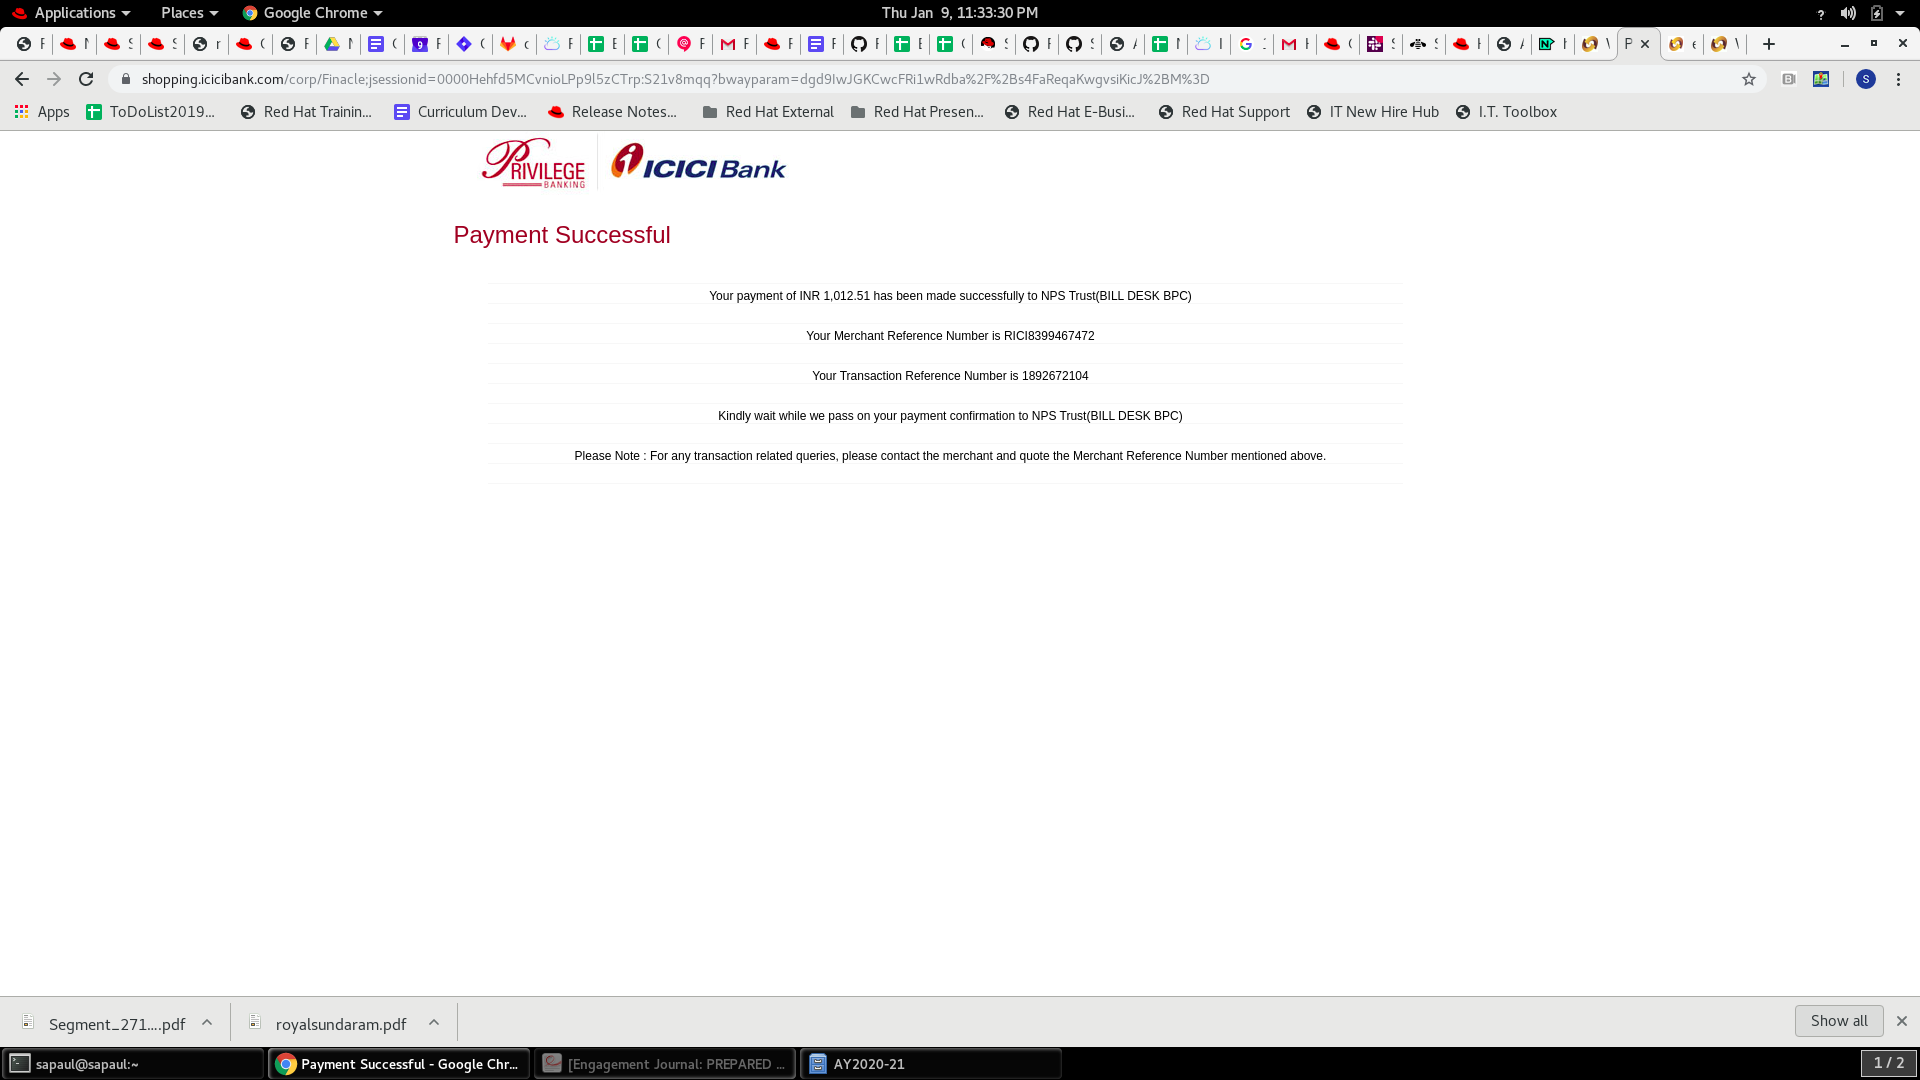 Applications
Places
Google Chrome
Thu Jan  9, 11:33:30 PM
shopping.icicibank.com/corp/Finacle;jsessionid=0000Hehfd5MCvnioLPp9l5zCTrp:S21v8mqq?bwayparam=dgd9IwJGKCwcFRi1wRdba%2F%2Bs4FaReqaKwgvsiKicJ%2BM%3D
Apps
ToDoList2019...
Red Hat Trainin...
Curriculum Dev...
Release Notes...
Red Hat External
Red Hat Presen...
Red Hat E-Busi...
Red Hat Support
IT New Hire Hub
I.T. Toolbox
PRIVILEGE
BANKING
ICICI Bank
Payment Successful
Your payment of INR 1,012.51 has been made successfully to NPS Trust(BILL DESK BPC)
Your Merchant Reference Number is RICI8399467472
Your Transaction Reference Number is 1892672104
Kindly wait while we pass on your payment confirmation to NPS Trust(BILL DESK BPC)
Please Note : For any transaction related queries, please contact the merchant and quote the Merchant Reference Number mentioned above.
Segment_271....pdf
royalsundaram.pdf
Show all
sapaul@sapaul:~
Payment Successful - Google Chr...
[Engagement Journal: PREPARED ...
AY2020-21
1 / 2